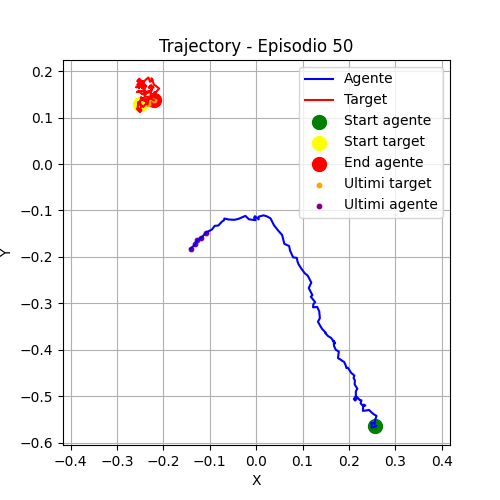 Trajectory - Episodio 50
Agente
Target
Start agente
Start target
End agente
Ultimi target
Ultimi agente
Y
0.2
0.1
0.0
−0.1
−0.2
−0.3
−0.4
−0.5
−0.6
−0.4 −0.3 −0.2 −0.1 0.0 0.1 0.2 0.3 0.4
X